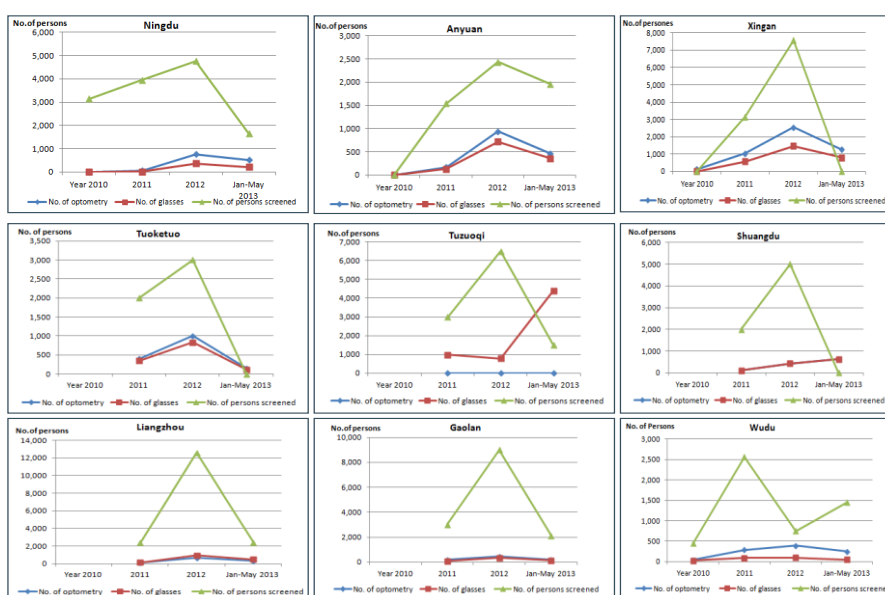 No.of persons
Ningdu
6,000
5,000
4,000
3,000
2,000
1,000
0
Year 2010 2011 2012 Jan-May 2013
No. of optometry No. of glasses No. of persons screened
No.of persons
Anyuan
3,000
2,500
2,000
1,500
1,000
500
0
Year 2010 2011 2012 Jan-May 2013
No. of optometry No. of glasses No. of persons screened
No.of persones
Xingan
8,000
7,000
6,000
5,000
4,000
3,000
2,000
1,000
0
Year 2010 2011 2012 Jan-May 2013
No. of optometry No. of glasses No. of persons screened
No. of persons
Tuoketuo
3,500
3,000
2,500
2,000
1,500
1,000
500
0
Year 2010 2011 2012 Jan-May 2013
No. of optometry No. of glasses No. of persons screened
No. of persons
Tuzuoqi
7,000
6,000
5,000
4,000
3,000
2,000
1,000
0
Year 2010 2011 2012 Jan-May 2013
No. of optometry No. of glasses No. of persons screened
No.of persons
Shuangdu
6,000
5,000
4,000
3,000
2,000
1,000
0
Year 2010 2011 2012 Jan-May 2013
No. of optometry No. of glasses No. of persons screened
No.of persons
Liangzhou
14,000
12,000
10,000
8,000
6,000
4,000
2,000
0
Year 2010 2011 2012 Jan-May 2013
No. of optometry No. of glasses No. of persons screened
No.of persons
Gaolan
10,000
8,000
6,000
4,000
2,000
0
Year 2010 2011 2012 Jan-May 2013
No. of optometry No. of glasses No. of persons screened
No. of Persons
Wudu
3,000
2,500
2,000
1,500
1,000
500
0
Year 2010 2011 2012 Jan-May 2013
No. of optometry No. of glasses No. of persons screened